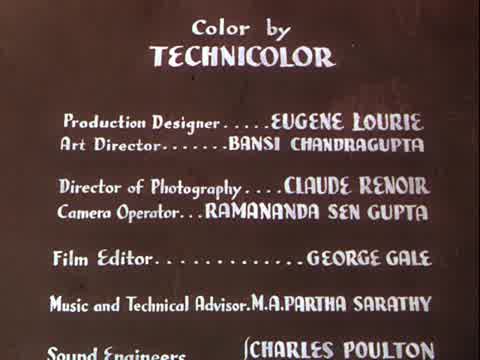 Color by
TECHNICOLOR
Production Designer.....EUGENE LOURIE
Art Director.......BANSI CHANDRAGUPTA
Director of Photography....CLAUDE RENOIR
Camera Operator...RAMANANDA SEN GUPTA
Film Editor.............GEORGE GALE
Music and Technical Advisor.M.A.PARTHA SARATHY
Sound Engineers CHARLES POULTON